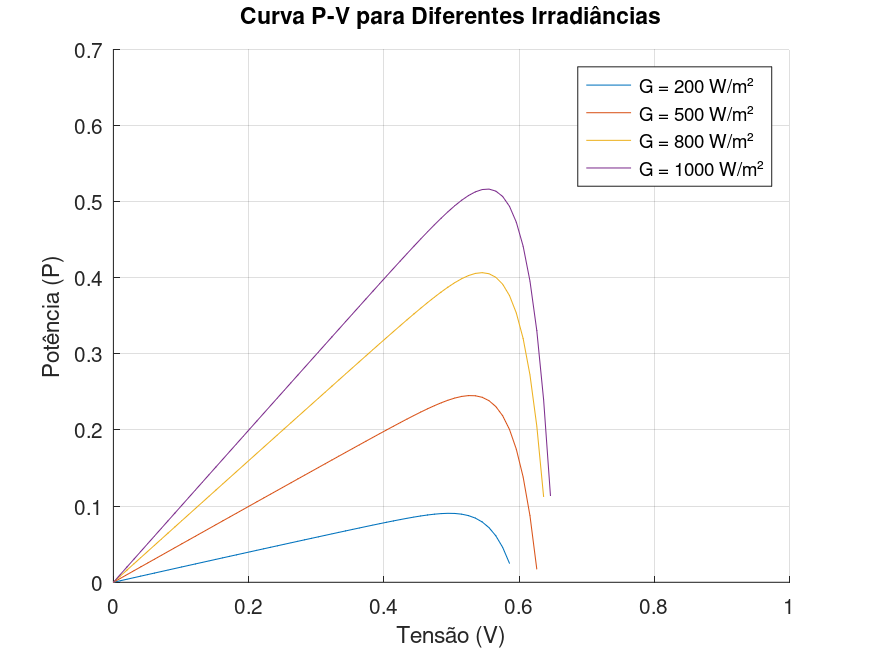 Curva P-V para Diferentes Irradiâncias
G = 200 W/m²
G = 500 W/m²
G = 800 W/m²
G = 1000 W/m²
Potência (P)
0.7
0.6
0.5
0.4
0.3
0.2
0.1
0
0 0.2 0.4 0.6 0.8 1
Tensão (V)